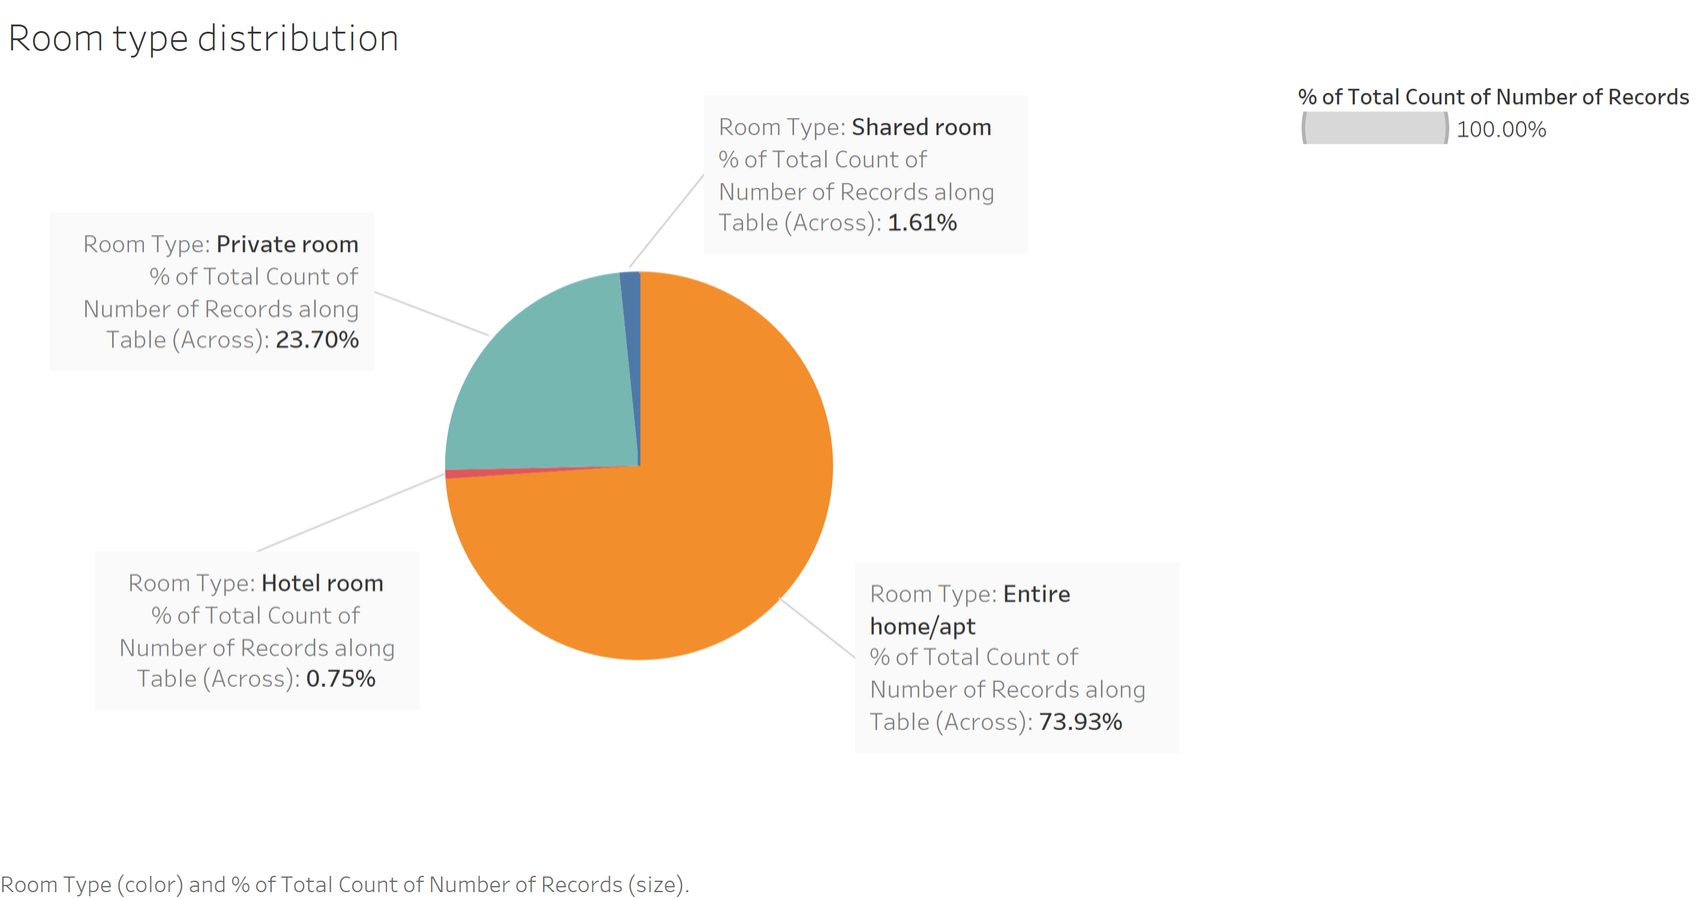 Room type distribution
% of Total Count of Number of Records
100.00%
Room Type: Shared room
% of Total Count of
Number of Records along
Table (Across): 1.61%
Room Type: Private room
% of Total Count of
Number of Records along
Table (Across): 23.70%
Room Type: Hotel room
% of Total Count of
Number of Records along
Table (Across): 0.75%
Room Type: Entire
home/apt
% of Total Count of
Number of Records along
Table (Across): 73.93%
Room Type (color) and % of Total Count of Number of Records (size).